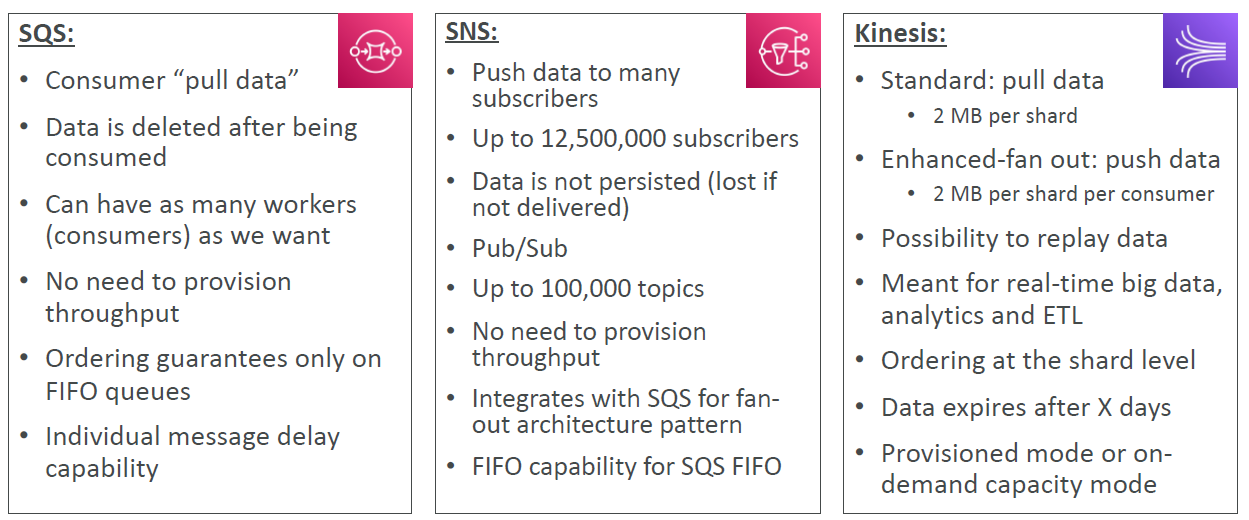 SQS:
• Consumer “pull data”
• Data is deleted after being
consumed
• Can have as many workers
(consumers) as we want
• No need to provision
throughput
• Ordering guarantees only on
FIFO queues
• Individual message delay
capability
SNS:
• Push data to many
subscribers
• Up to 12,500,000 subscribers
• Data is not persisted (lost if
not delivered)
• Pub/Sub
• Up to 100,000 topics
• No need to provision
throughput
• Integrates with SQS for fan-
out architecture pattern
• FIFO capability for SQS FIFO
Kinesis:
• Standard: pull data
• 2 MB per shard
• Enhanced-fan out: push data
• 2 MB per shard per consumer
• Possibility to replay data
• Meant for real-time big data,
analytics and ETL
• Ordering at the shard level
• Data expires after X days
• Provisioned mode or on-
demand capacity mode